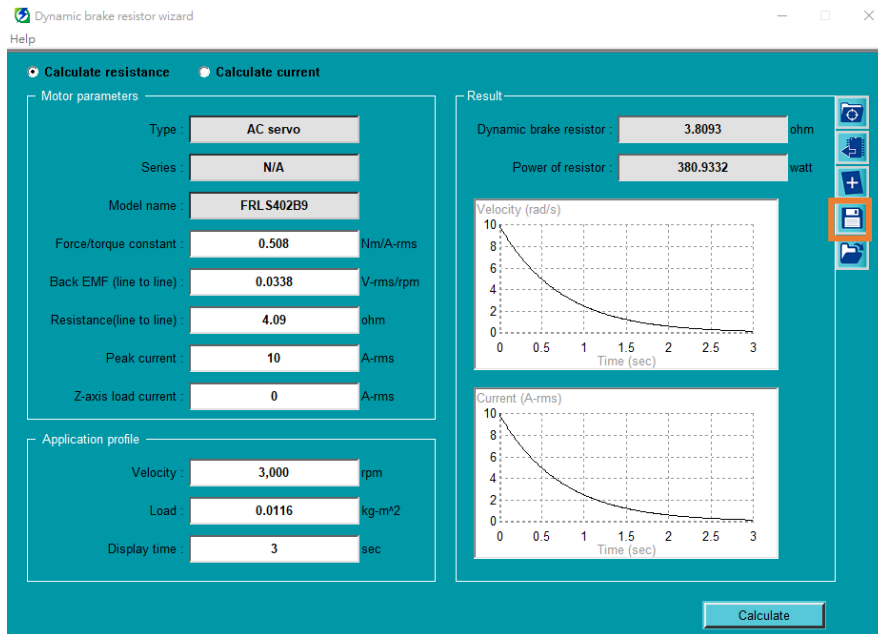 Dynamic brake resistor wizard
Help
Calculate resistance Calculate current
Motor parameters
Type : AC servo
Series : N/A
Model name : FRLS402B9
Force/torque constant : 0.508 Nm/A-rms
Back EMF (line to line) : 0.0338 V-rms/rpm
Resistance(line to line) : 4.09 ohm
Peak current : 10 A-rms
Z-axis load current : 0 A-rms
Application profile
Velocity : 3,000 rpm
Load : 0.0116 kg-m^2
Display time : 3 sec
Result
Dynamic brake resistor : 3.8093 ohm
Power of resistor : 380.9332 watt
Velocity (rad/s)
10
8
6
4
2
0
0 0.5 1 1.5 2 2.5 3
Time (sec)
Current (A-rms)
10
8
6
4
2
0
0 0.5 1 1.5 2 2.5 3
Time (sec)
Calculate